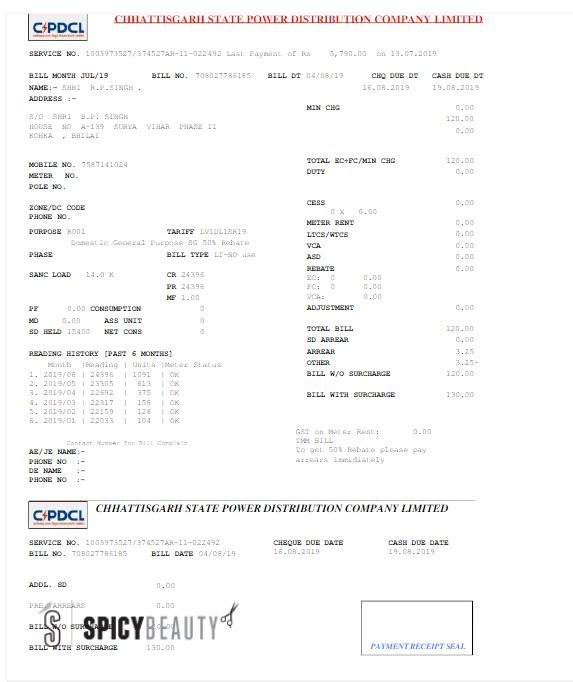 CSPDCL
CHHATTISGARH STATE POWER DISTRIBUTION COMPANY LIMITED
SERVICE NO. 1003973527/374527AR-11-022492 Last Payment of Rs 5,790.00 on 13.07.2019
BILL MONTH JUL/19 BILL NO. 708027786185 BILL DT 04/08/19 CHQ DUE DT CASH DUE DT
NAME:- SHRI R.P.SINGH . 16.08.2019 19.08.2019
ADDRESS :-
MIN CHG 0.00
S/O SHRI B.P. SINGH 120.00
HOUSE NO A-139 SURYA VIHAR PHASE II 0.00
KOHKA , BHILAI
TOTAL EC+FC/MIN CHG 120.00
MOBILE NO. 7587141024
DUTY 0.00
METER NO.
POLE NO.
CESS 0.00
ZONE/DC CODE
0 X 0.00
PHONE NO.
METER RENT 0.00
PURPOSE R001 TARIFF LV1DL1SR19
LTCS/WTCS 0.00
Domestic General Purpose SG 50% Rebate
VCA 0.00
PHASE BILL TYPE LT-NO use
ASD 0.00
REBATE 0.00
SANC LOAD 14.0 K CR 24396
EC: 0 0.00
PR 24396
FC: 0 0.00
MF 1.00
VCA: 0.00
PF 0.00 CONSUMPTION 0
ADJUSTMENT 0.00
MD 0.00 ASS UNIT 0
TOTAL BILL 120.00
SD HELD 15400 NET CONS 0
SD ARREAR 0.00
READING HISTORY [PAST 6 MONTHS]
ARREAR 3.25
Month |Reading | Units |Meter Status
OTHER 3.25-
1. 2019/06 | 24396 | 1091 | OK
BILL W/O SURCHARGE 120.00
2. 2019/05 | 23305 | 613 | OK
3. 2019/04 | 22692 | 375 | OK
BILL WITH SURCHARGE 130.00
4. 2019/03 | 22317 | 158 | OK
5. 2019/02 | 22159 | 126 | OK
6. 2019/01 | 22033 | 104 | OK
GST on Meter Rent: 0.00
Contact Number for Bill Complain
TMM BILL
AE/JE NAME:-
To get 50% Rebate please pay
PHONE NO :-
arrears immidiately
DE NAME :-
PHONE NO :-
CSPDCL
CHHATTISGARH STATE POWER DISTRIBUTION COMPANY LIMITED
SERVICE NO. 1003973527/374527AR-11-022492 CHEQUE DUE DATE CASH DUE DATE
BILL NO. 708027786185 BILL DATE 04/08/19 16.08.2019 19.08.2019
ADDL. SD 0.00
PRE/ARREARS 0.00
BILL W/O SURCHARGE
S SPICYBEAUTY
BILL WITH SURCHARGE 130.00
PAYMENT RECEIPT SEAL